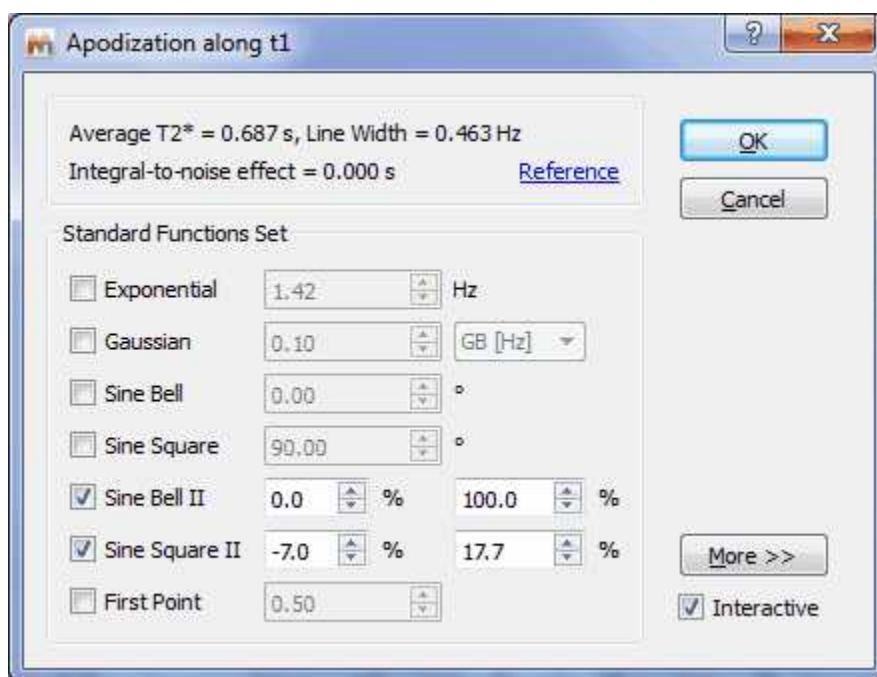 Apodization along t1
Average T2* = 0.687 s, Line Width = 0.463 Hz
Integral-to-noise effect = 0.000 s Reference
OK
Cancel
Standard Functions Set
Exponential 1.42 Hz
Gaussian 0.10 GB [Hz]
Sine Bell 0.00 °
Sine Square 90.00 °
Sine Bell II 0.0 % 100.0 %
Sine Square II -7.0 % 17.7 %
First Point 0.50
More >>
Interactive